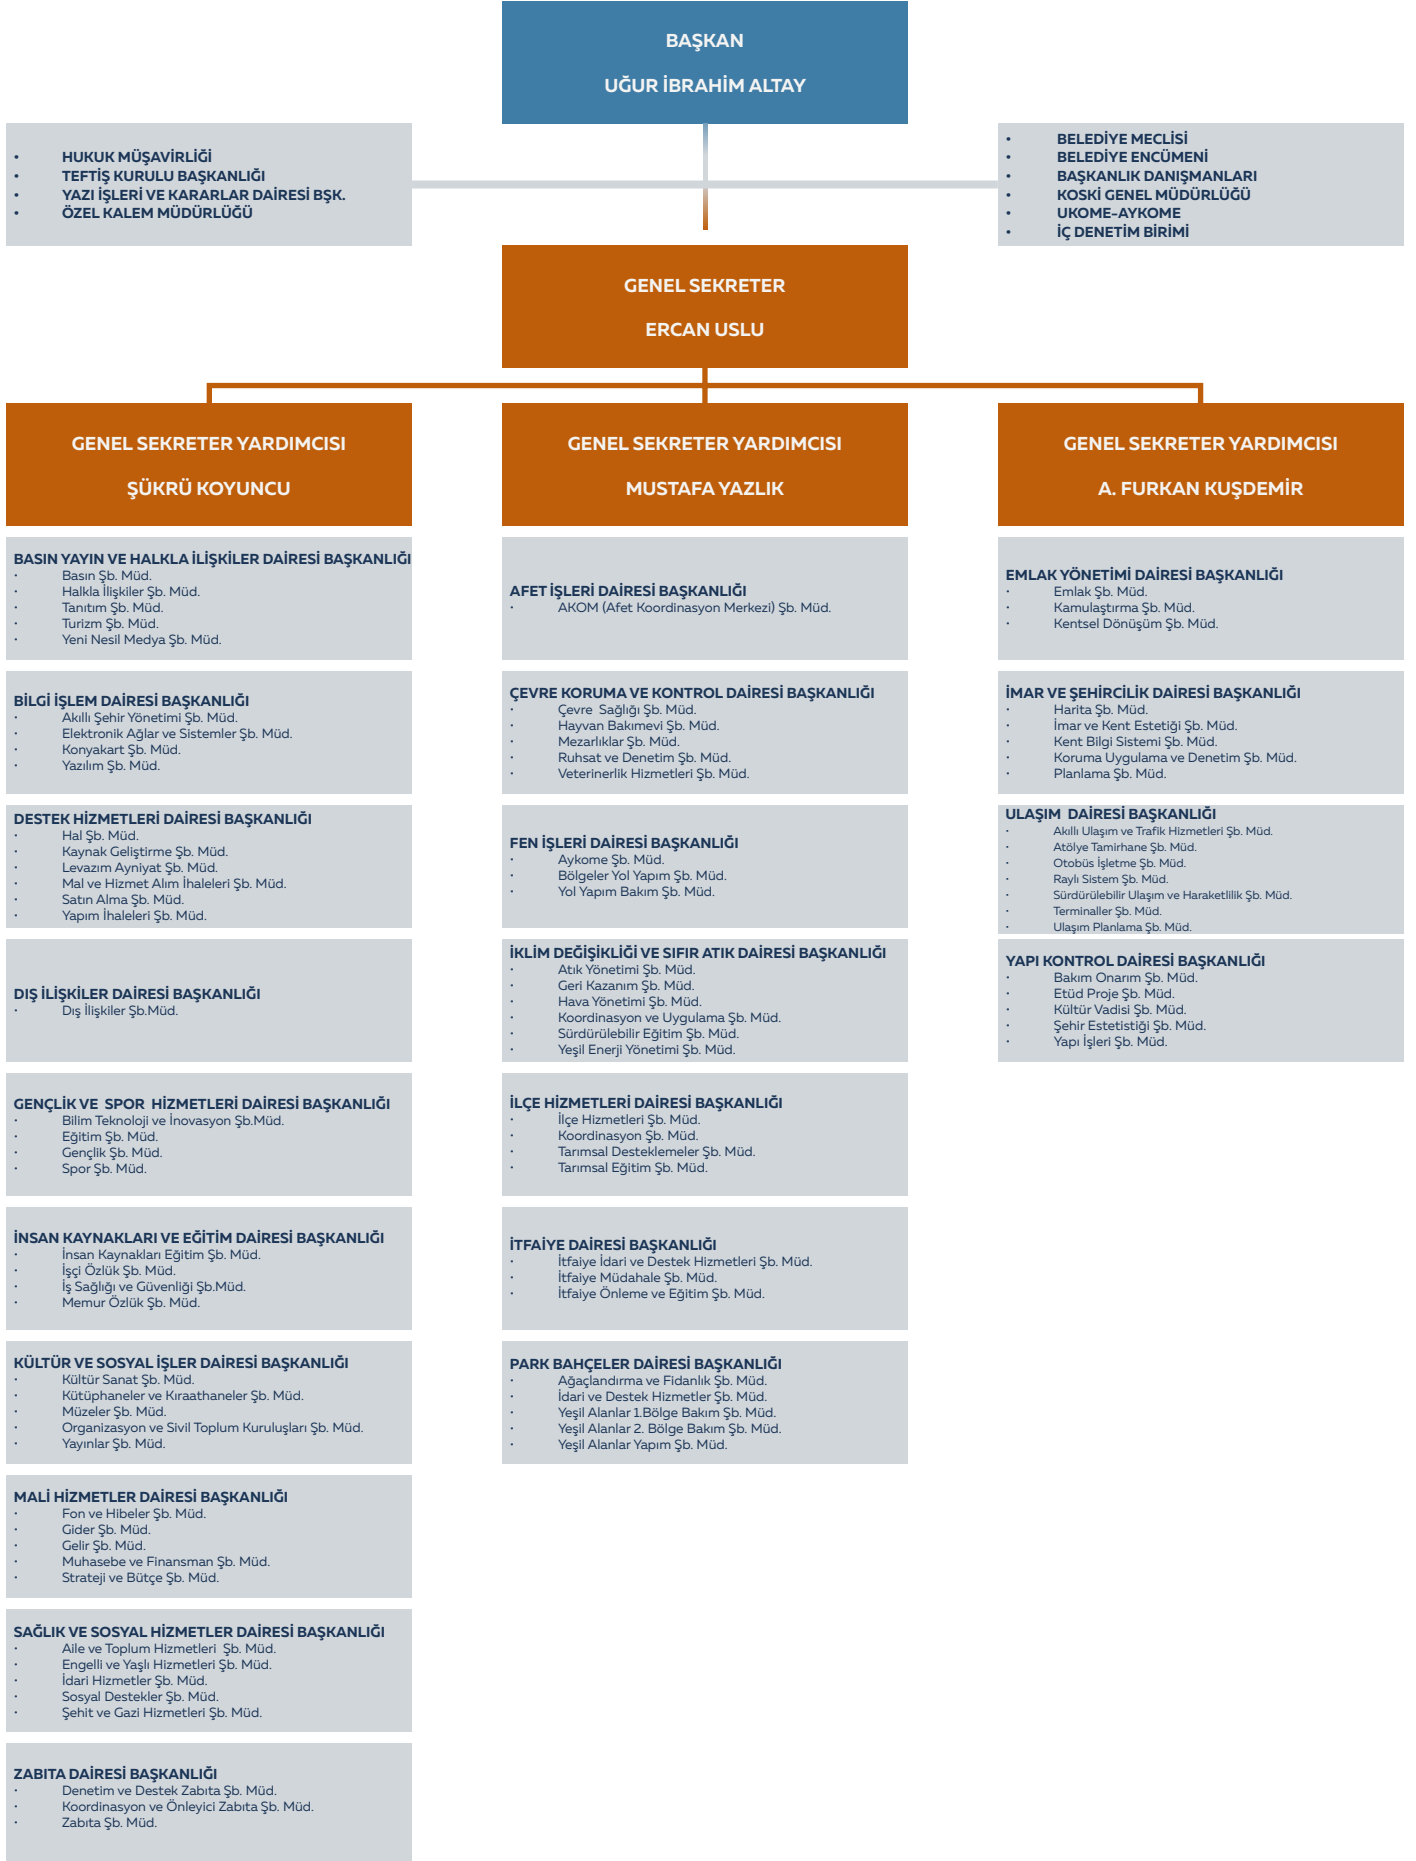 BAŞKAN
UĞUR İBRAHİM ALTAY
• HUKUK MÜŞAVİRLİĞİ
• TEFTİŞ KURULU BAŞKANLIĞI
• YAZI İŞLERİ VE KARARLAR DAİRESİ BŞK.
• ÖZEL KALEM MÜDÜRLÜĞÜ
• BELEDİYE MECLİSİ
• BELEDİYE ENCÜMENİ
• BAŞKANLIK DANIŞMANLARI
• KOSKİ GENEL MÜDÜRLÜĞÜ
• UKOME-AYKOME
• İÇ DENETİM BİRİMİ
GENEL SEKRETER
ERCAN USLU
GENEL SEKRETER YARDIMCISI
ŞÜKRÜ KOYUNCU
BASIN YAYIN VE HALKLA İLİŞKİLER DAİRESİ BAŞKANLIĞI
• Basın Şb. Müd.
• Halkla İlişkiler Şb. Müd.
• Tanıtım Şb. Müd.
• Turizm Şb. Müd.
• Yeni Nesil Medya Şb. Müd.
BİLGİ İŞLEM DAİRESİ BAŞKANLIĞI
• Akıllı Şehir Yönetimi Şb. Müd.
• Elektronik Ağlar ve Sistemler Şb. Müd.
• Konyakart Şb. Müd.
• Yazılım Şb. Müd.
DESTEK HİZMETLERİ DAİRESİ BAŞKANLIĞI
• Hal Şb. Müd.
• Kaynak Geliştirme Şb. Müd.
• Levazım Ayniyat Şb. Müd.
• Mal ve Hizmet Alım İhaleleri Şb. Müd.
• Satın Alma Şb. Müd.
• Yapım İhaleleri Şb. Müd.
DIŞ İLİŞKİLER DAİRESİ BAŞKANLIĞI
• Dış İlişkiler Şb.Müd.
GENÇLİK VE SPOR HİZMETLERİ DAİRESİ BAŞKANLIĞI
• Bilim Teknoloji ve İnovasyon Şb.Müd.
• Eğitim Şb. Müd.
• Gençlik Şb. Müd.
• Spor Şb. Müd.
İNSAN KAYNAKLARI VE EĞİTİM DAİRESİ BAŞKANLIĞI
• İnsan Kaynakları Eğitim Şb. Müd.
• İşçi Özlük Şb. Müd.
• İş Sağlığı ve Güvenliği Şb.Müd.
• Memur Özlük Şb. Müd.
KÜLTÜR VE SOSYAL İŞLER DAİRESİ BAŞKANLIĞI
• Kültür Sanat Şb. Müd.
• Kütüphaneler ve Kıraathaneler Şb. Müd.
• Müzeler Şb. Müd.
• Organizasyon ve Sivil Toplum Kuruluşları Şb. Müd.
• Yayınlar Şb. Müd.
MALİ HİZMETLER DAİRESİ BAŞKANLIĞI
• Fon ve Hibeler Şb. Müd.
• Gider Şb. Müd.
• Gelir Şb. Müd.
• Muhasebe ve Finansman Şb. Müd.
• Strateji ve Bütçe Şb. Müd.
SAĞLIK VE SOSYAL HİZMETLER DAİRESİ BAŞKANLIĞI
• Aile ve Toplum Hizmetleri Şb. Müd.
• Engelli ve Yaşlı Hizmetleri Şb. Müd.
• İdari Hizmetler Şb. Müd.
• Sosyal Destekler Şb. Müd.
• Şehit ve Gazi Hizmetleri Şb. Müd.
ZABITA DAİRESİ BAŞKANLIĞI
• Denetim ve Destek Zabıta Şb. Müd.
• Koordinasyon ve Önleyici Zabıta Şb. Müd.
• Zabıta Şb. Müd.
GENEL SEKRETER YARDIMCISI
MUSTAFA YAZLIK
AFET İŞLERİ DAİRESİ BAŞKANLIĞI
• AKOM (Afet Koordinasyon Merkezi) Şb. Müd.
ÇEVRE KORUMA VE KONTROL DAİRESİ BAŞKANLIĞI
• Çevre Sağlığı Şb. Müd.
• Hayvan Bakımevi Şb. Müd.
• Mezarlıklar Şb. Müd.
• Ruhsat ve Denetim Şb. Müd.
• Veterinerlik Hizmetleri Şb. Müd.
FEN İŞLERİ DAİRESİ BAŞKANLIĞI
• Aykome Şb. Müd.
• Bölgeler Yol Yapım Şb. Müd.
• Yol Yapım Bakım Şb. Müd.
İKLİM DEĞİŞİKLİĞİ VE SIFIR ATIK DAİRESİ BAŞKANLIĞI
• Atık Yönetimi Şb. Müd.
• Geri Kazanım Şb. Müd.
• Hava Yönetimi Şb. Müd.
• Koordinasyon ve Uygulama Şb. Müd.
• Sürdürülebilir Eğitim Şb. Müd.
• Yeşil Enerji Yönetimi Şb. Müd.
İLÇE HİZMETLERİ DAİRESİ BAŞKANLIĞI
• İlçe Hizmetleri Şb. Müd.
• Koordinasyon Şb. Müd.
• Tarımsal Desteklemeler Şb. Müd.
• Tarımsal Eğitim Şb. Müd.
İTFAİYE DAİRESİ BAŞKANLIĞI
• İtfaiye İdari ve Destek Hizmetleri Şb. Müd.
• İtfaiye Müdahale Şb. Müd.
• İtfaiye Önleme ve Eğitim Şb. Müd.
PARK BAHÇELER DAİRESİ BAŞKANLIĞI
• Ağaçlandırma ve Fidanlık Şb. Müd.
• İdari ve Destek Hizmetler Şb. Müd.
• Yeşil Alanlar 1.Bölge Bakım Şb. Müd.
• Yeşil Alanlar 2. Bölge Bakım Şb. Müd.
• Yeşil Alanlar Yapım Şb. Müd.
GENEL SEKRETER YARDIMCISI
A. FURKAN KUŞDEMİR
EMLAK YÖNETİMİ DAİRESİ BAŞKANLIĞI
• Emlak Şb. Müd.
• Kamulaştırma Şb. Müd.
• Kentsel Dönüşüm Şb. Müd.
İMAR VE ŞEHİRCİLİK DAİRESİ BAŞKANLIĞI
• Harita Şb. Müd.
• İmar ve Kent Estetiği Şb. Müd.
• Kent Bilgi Sistemi Şb. Müd.
• Koruma Uygulama ve Denetim Şb. Müd.
• Planlama Şb. Müd.
ULAŞIM DAİRESİ BAŞKANLIĞI
• Akıllı Ulaşım ve Trafik Hizmetleri Şb. Müd.
• Atölye Tamirhane Şb. Müd.
• Otobüs İşletme Şb. Müd.
• Raylı Sistem Şb. Müd.
• Sürdürülebilir Ulaşım ve Haraketlilik Şb. Müd.
• Terminaller Şb. Müd.
• Ulaşım Planlama Şb. Müd.
YAPI KONTROL DAİRESİ BAŞKANLIĞI
• Bakım Onarım Şb. Müd.
• Etüd Proje Şb. Müd.
• Kültür Vadisi Şb. Müd.
• Şehir Estetistiği Şb. Müd.
• Yapı İşleri Şb. Müd.